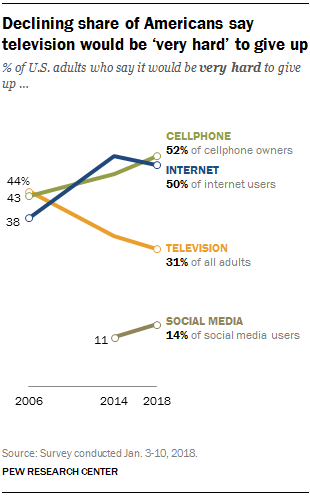 Declining share of Americans say
television would be ‘very hard’ to give up
% of U.S. adults who say it would be very hard to give
up ...
CELLPHONE
52% of cellphone owners
INTERNET
50% of internet users
44%
43
38
TELEVISION
31% of all adults
SOCIAL MEDIA
14% of social media users
11
2006 2014 2018
Source: Survey conducted Jan. 3-10, 2018.
PEW RESEARCH CENTER